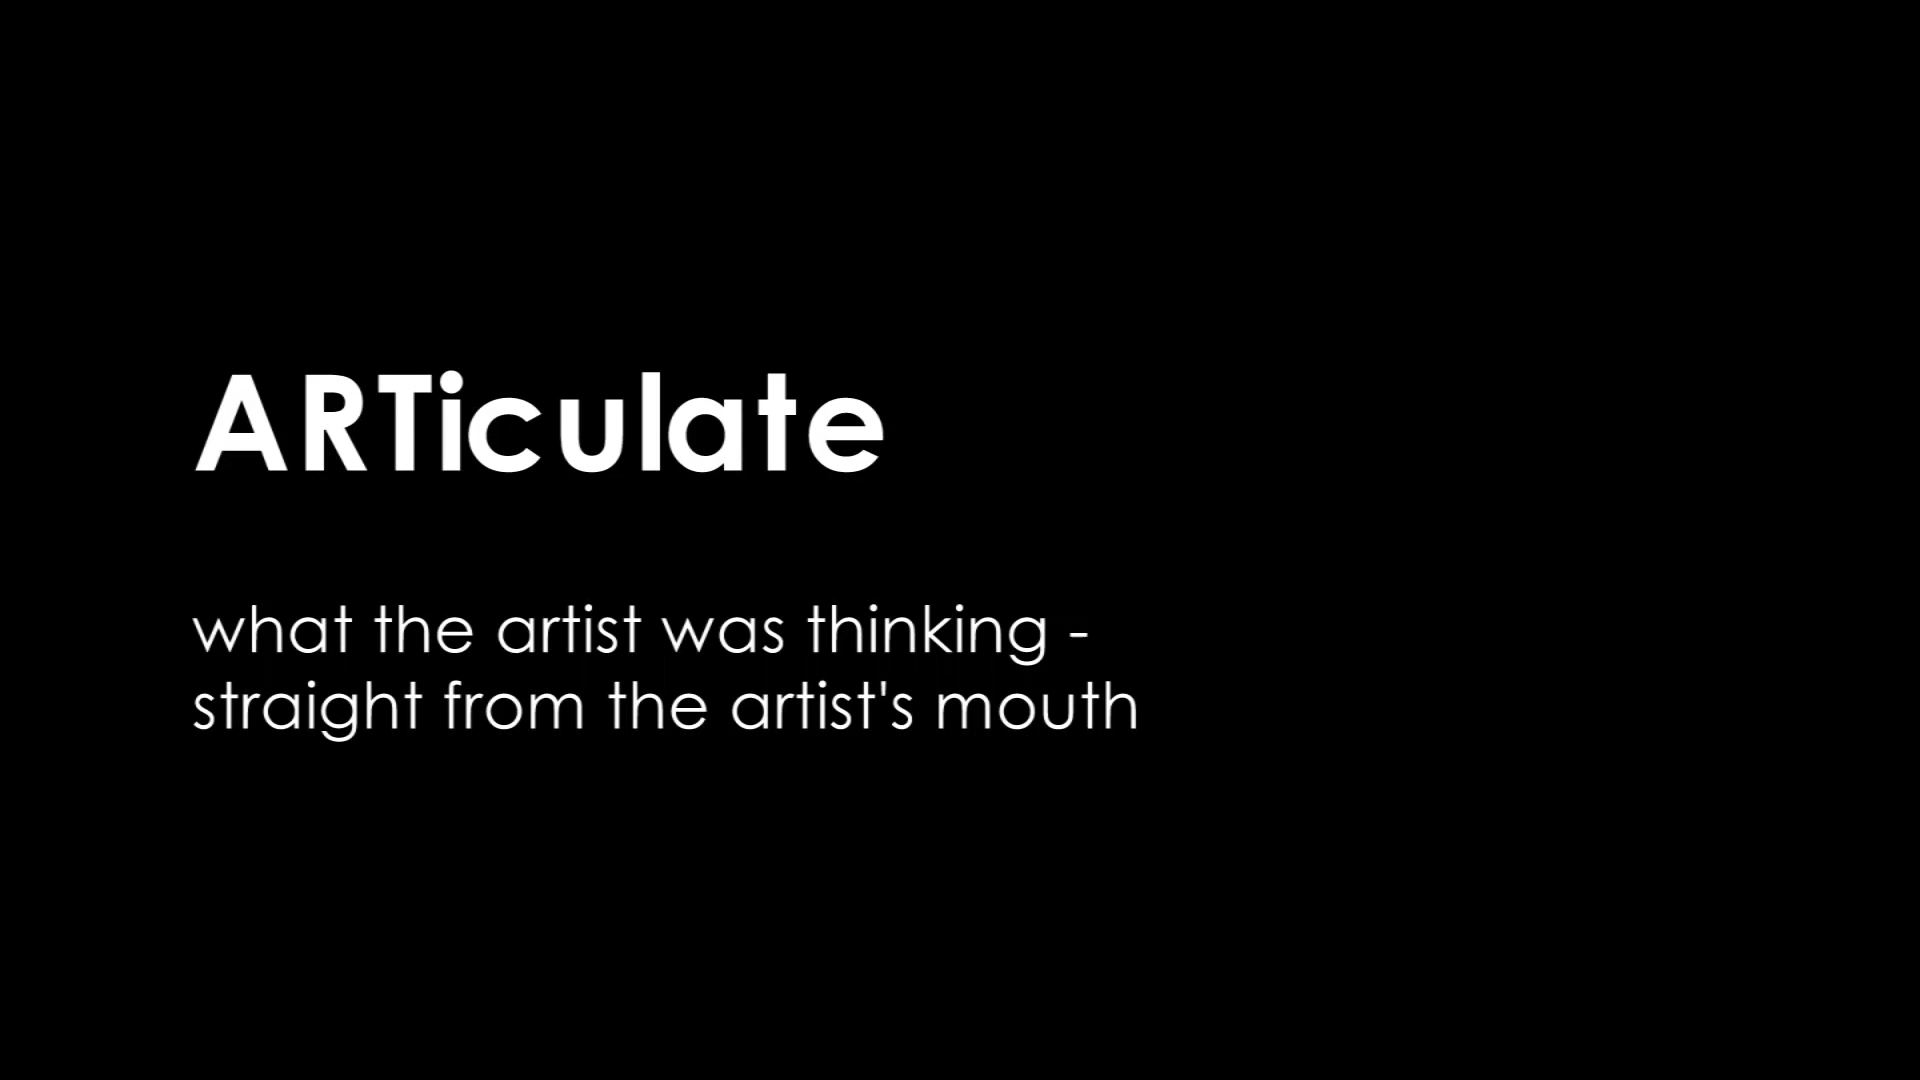 ARTiculate
what the artist was thinking -
straight from the artist's mouth